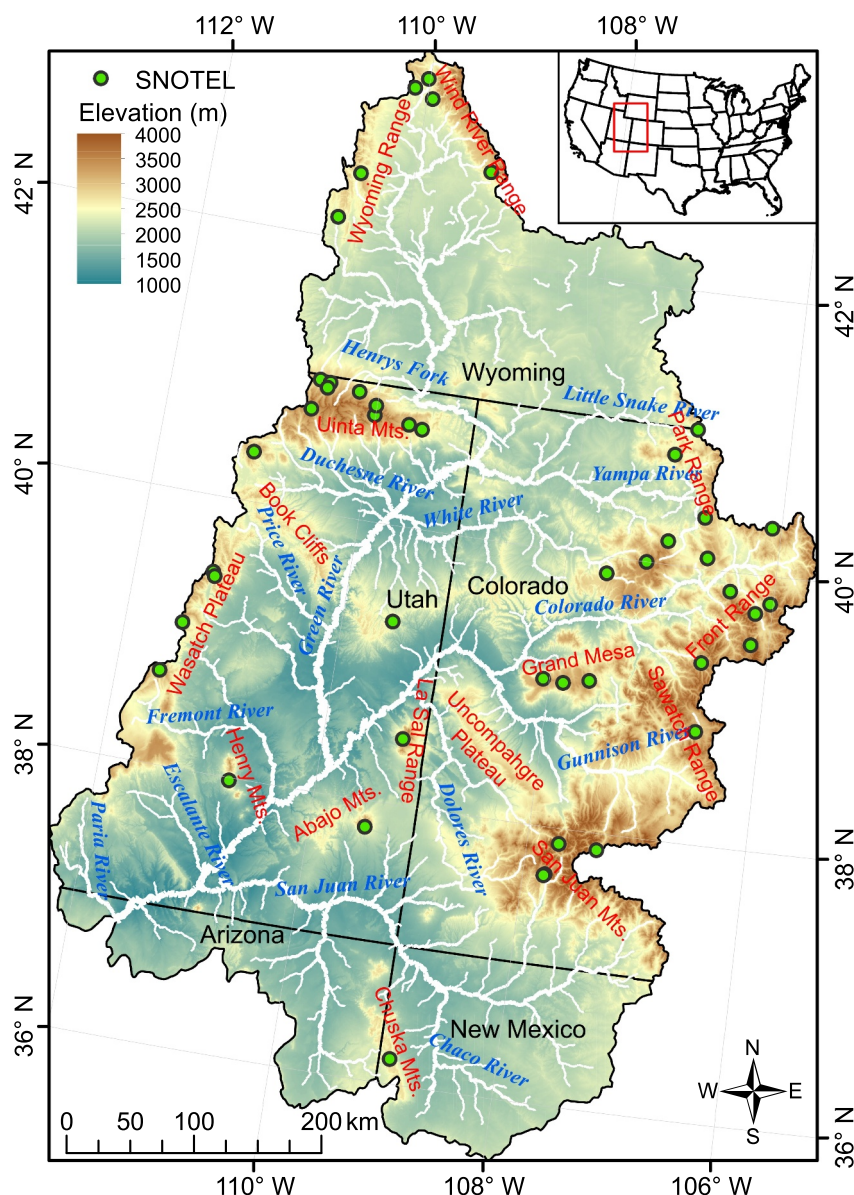 112° W 110° W 108° W
SNOTEL
Elevation (m)
4000
3500
3000
2500
2000
1500
1000
42° N
40° N
38° N
36° N
42° N
40° N
38° N
36° N
Wind River Range
Wyoming Range
Henrys Fork
Wyoming
Little Snake River
Park Range
Uinta Mts.
Yampa River
Duchesne River
White River
Book Cliffs
Price River
Green River
Utah
Colorado
Colorado River
Wasatch Plateau
Front Range
Grand Mesa
Sawatch Range
La Sal Range
Uncompahgre
Plateau
Fremont River
Gunnison River
Henry Mts.
Escalante River
Abajo Mts.
Dolores River
Paria River
San Juan River
San Juan Mts.
Arizona
New Mexico
Chuska Mts.
Chaco River
N
W E
S
0 50 100 200 km
110° W 108° W 106° W